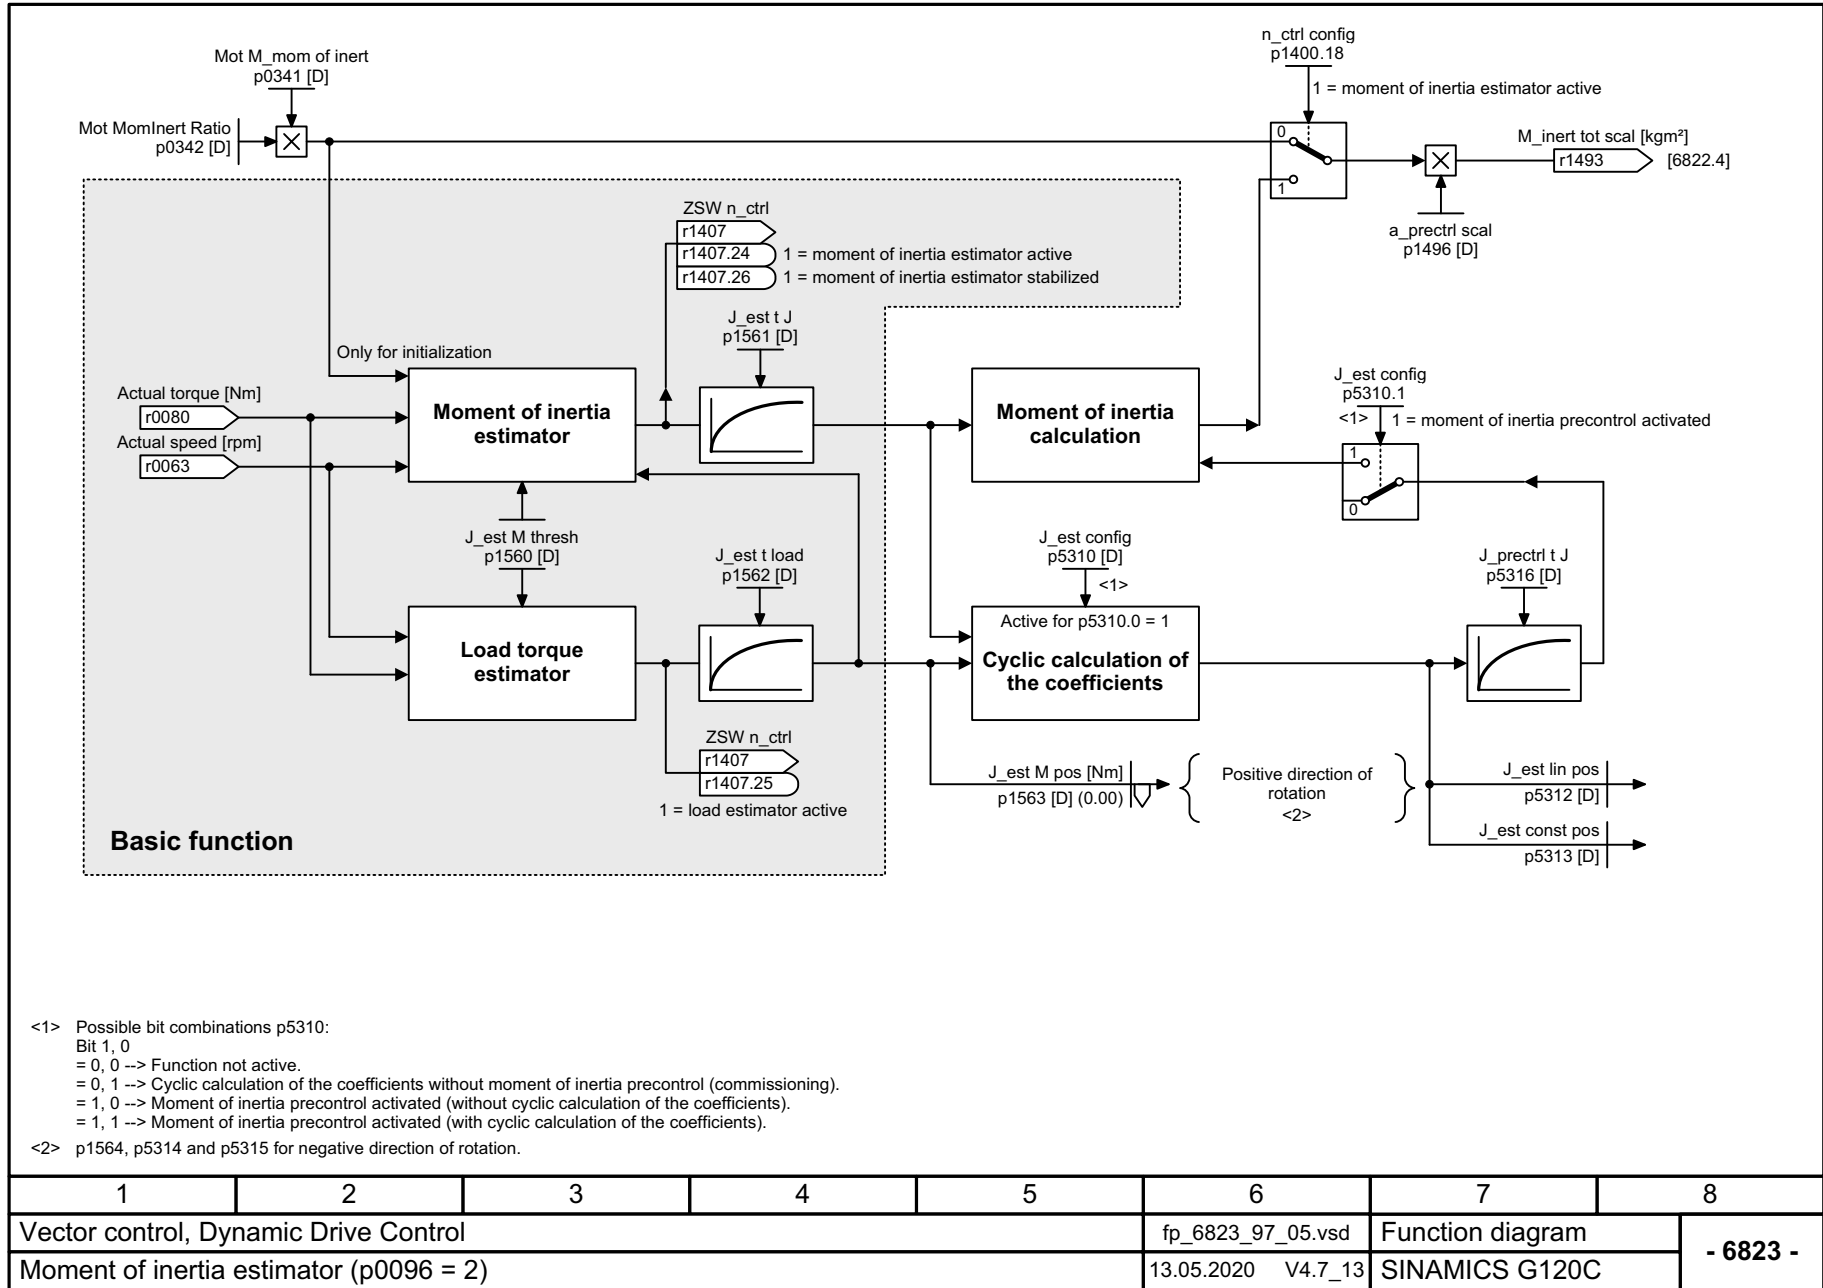 Mot M_mom of inert
p0341 [D]
Mot MomInert Ratio
p0342 [D]
n_ctrl config
p1400.18
1 = moment of inertia estimator active
0
1
M_inert tot scal [kgm²]
r1493
[6822.4]
a_prectrl scal
p1496 [D]
ZSW n_ctrl
r1407
r1407.24
1 = moment of inertia estimator active
r1407.26
1 = moment of inertia estimator stabilized
J_est t J
p1561 [D]
Only for initialization
Actual torque [Nm]
r0080
Actual speed [rpm]
r0063
Moment of inertia
estimator
Moment of inertia
calculation
J_est config
p5310.1
<1>
1 = moment of inertia precontrol activated
1
0
J_est M thresh
p1560 [D]
J_est t load
p1562 [D]
J_est config
p5310 [D]
<1>
J_prectrl t J
p5316 [D]
Load torque
estimator
Active for p5310.0 = 1
Cyclic calculation of
the coefficients
ZSW n_ctrl
r1407
r1407.25
1 = load estimator active
J_est M pos [Nm]
p1563 [D] (0.00)
Positive direction of
rotation
<2>
J_est lin pos
p5312 [D]
J_est const pos
p5313 [D]
Basic function
<1> Possible bit combinations p5310:
Bit 1, 0
= 0, 0 --> Function not active.
= 0, 1 --> Cyclic calculation of the coefficients without moment of inertia precontrol (commissioning).
= 1, 0 --> Moment of inertia precontrol activated (without cyclic calculation of the coefficients).
= 1, 1 --> Moment of inertia precontrol activated (with cyclic calculation of the coefficients).
<2> p1564, p5314 and p5315 for negative direction of rotation.
1 2 3 4 5 6 7 8
Vector control, Dynamic Drive Control
fp_6823_97_05.vsd
Function diagram
- 6823 -
Moment of inertia estimator (p0096 = 2)
13.05.2020 V4.7_13
SINAMICS G120C